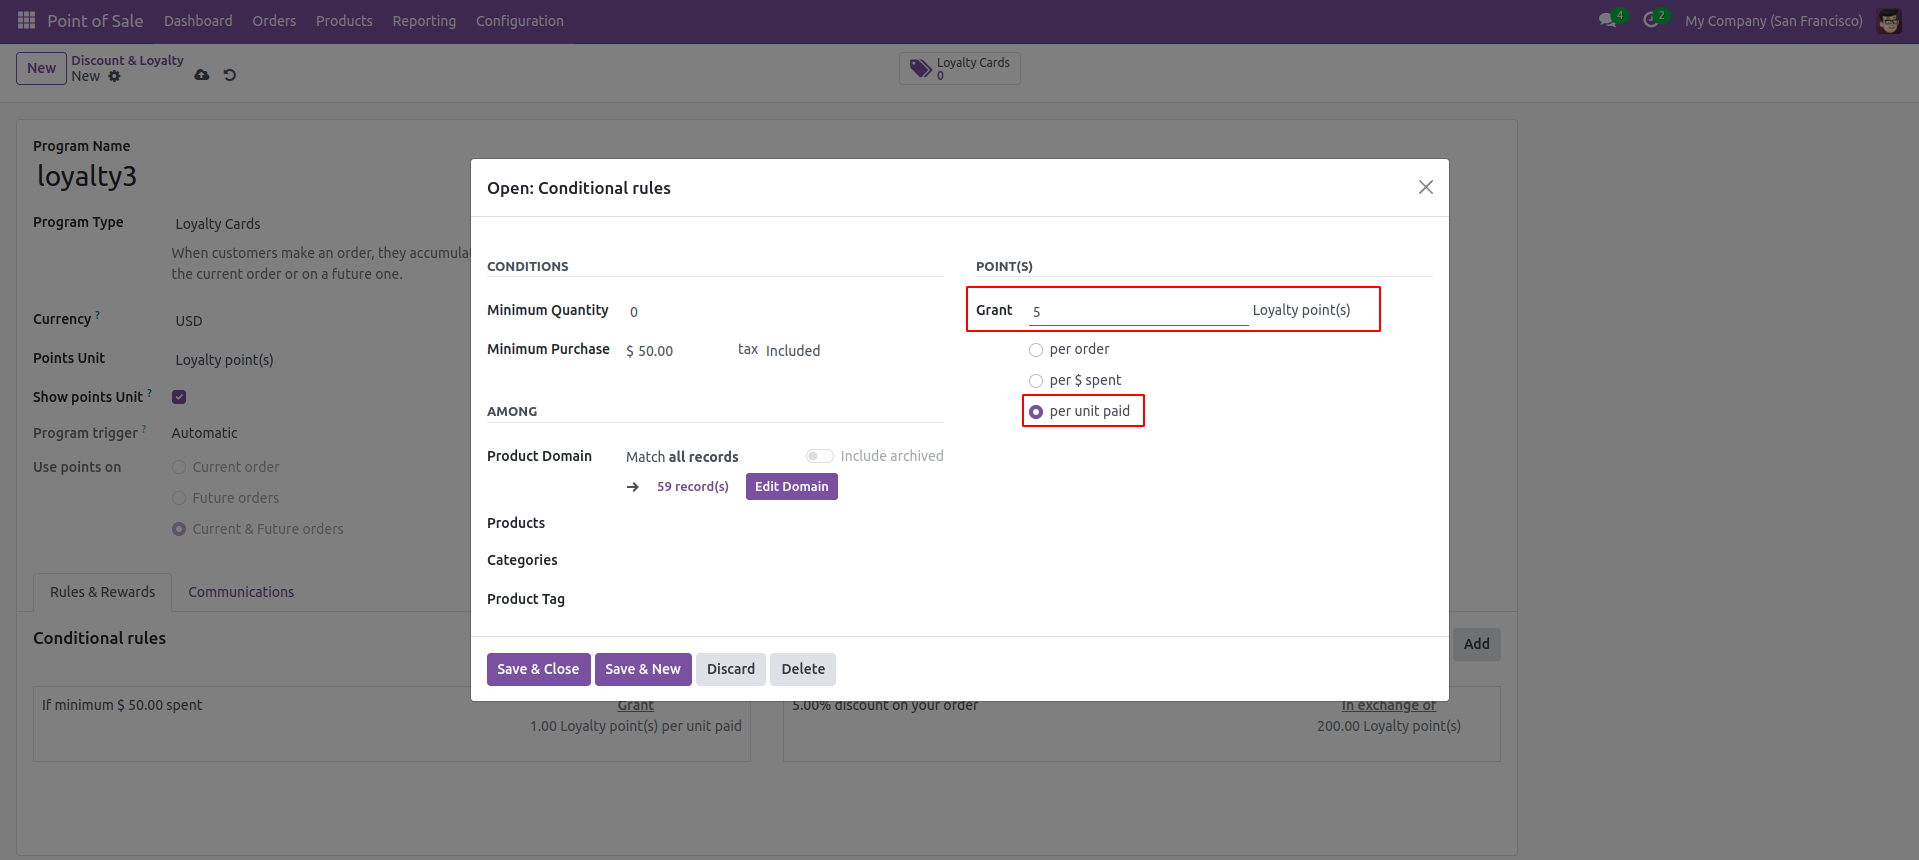 Point of Sale Dashboard Orders Products Reporting Configuration 4 2 My Company (San Francisco)
New Discount & Loyalty
New
Loyalty Cards
0
Program Name
loyalty3
Program Type Loyalty Cards
When customers make an order, they accumula
the current order or on a future one.
Currency ? USD
Points Unit Loyalty point(s)
Show points Unit ?
Program trigger ? Automatic
Use points on Current order
Future orders
Current & Future orders
Rules & Rewards Communications
Conditional rules
Add
If minimum $ 50.00 spent Grant
1.00 Loyalty point(s) per unit paid
5.00% discount on your order In exchange of
200.00 Loyalty point(s)
Open: Conditional rules
CONDITIONS
Minimum Quantity 0
Minimum Purchase $ 50.00 tax Included
AMONG
Product Domain Match all records Include archived
59 record(s) Edit Domain
Products
Categories
Product Tag
POINT(S)
Grant 5 Loyalty point(s)
per order
per $ spent
per unit paid
Save & Close Save & New Discard Delete